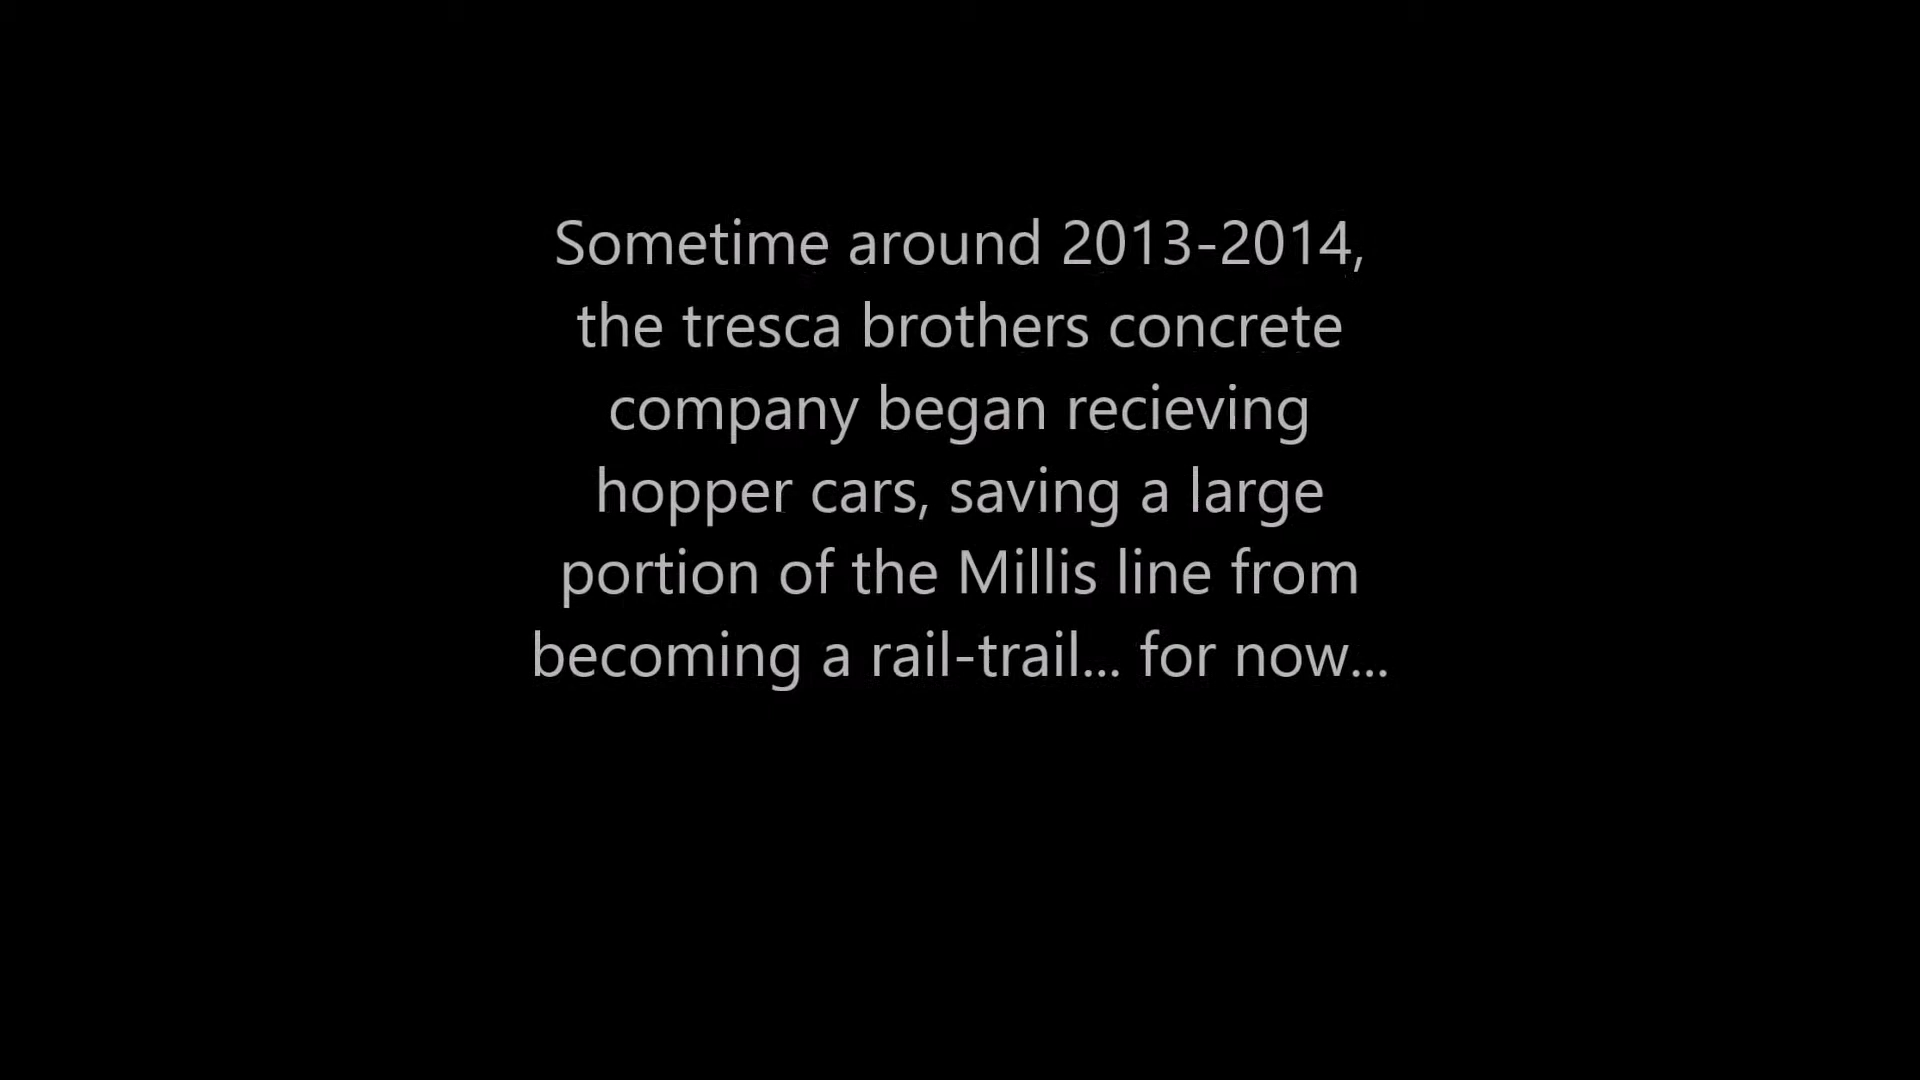 Sometime around 2013-2014,
the tresca brothers concrete
company began recieving
hopper cars, saving a large
portion of the Millis line from
becoming a rail-trail... for now...